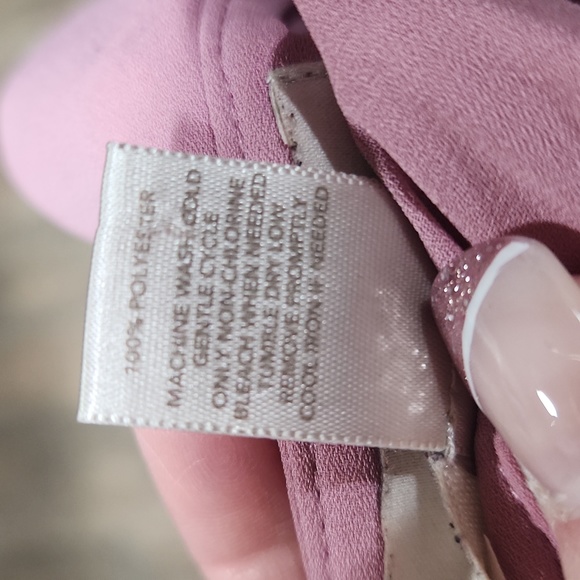 100% POLYESTER
MACHINE WASH COLD
GENTLE CYCLE
ONLY NON-CHLORINE
BLEACH WHEN NEEDED
TUMBLE DRY LOW
REMOVE PROMPTLY
COOL IRON IF NEEDED